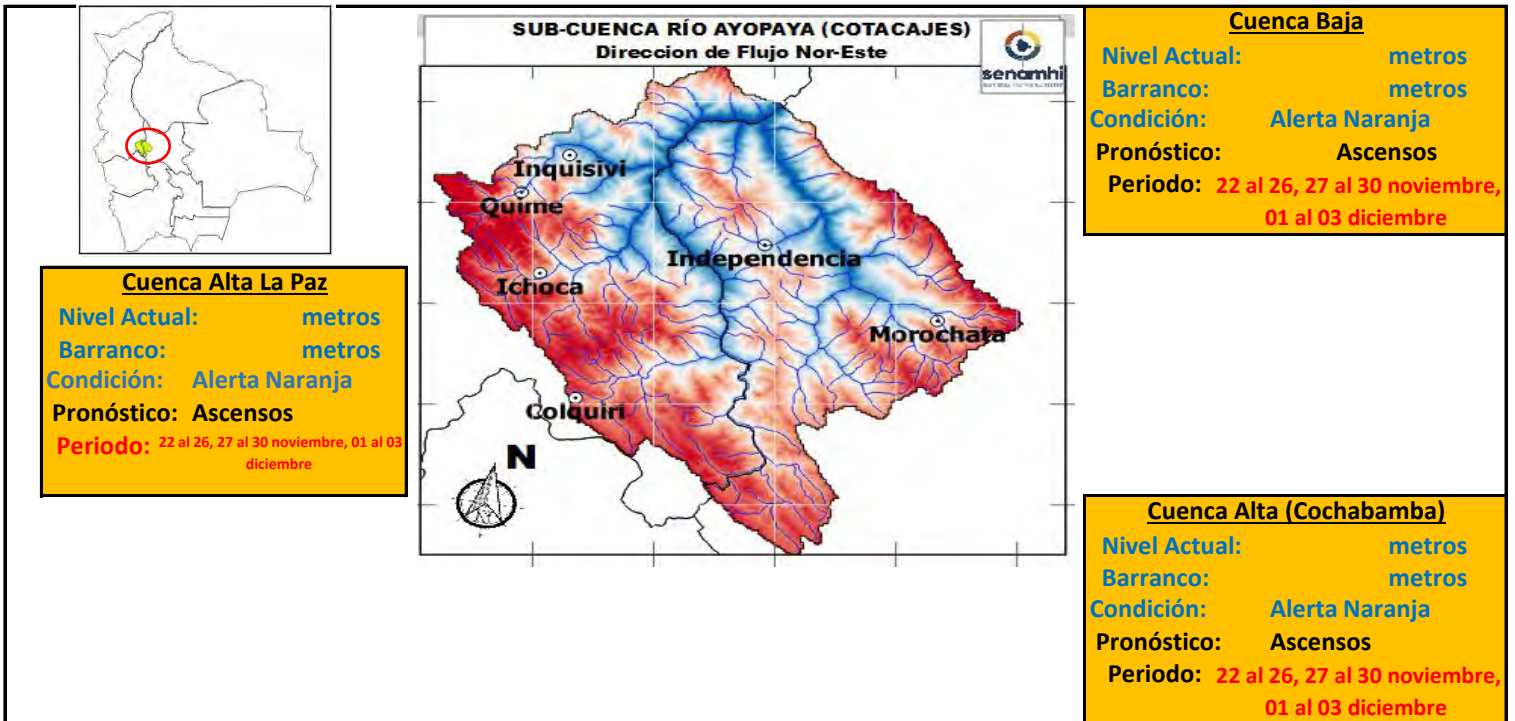 SUB-CUENCA RÍO AYOPAYA (COTACAJES)
Direccion de Flujo Nor-Este
senamhi
Inquisivi
Quime
Independencia
Ichoca
Morochata
Colquiri
N
Cuenca Alta La Paz
Nivel Actual: metros
Barranco: metros
Condición: Alerta Naranja
Pronóstico: Ascensos
Periodo: 22 al 26, 27 al 30 noviembre, 01 al 03
diciembre
Cuenca Baja
Nivel Actual: metros
Barranco: metros
Condición: Alerta Naranja
Pronóstico: Ascensos
Periodo: 22 al 26, 27 al 30 noviembre,
01 al 03 diciembre
Cuenca Alta (Cochabamba)
Nivel Actual: metros
Barranco: metros
Condición: Alerta Naranja
Pronóstico: Ascensos
Periodo: 22 al 26, 27 al 30 noviembre,
01 al 03 diciembre